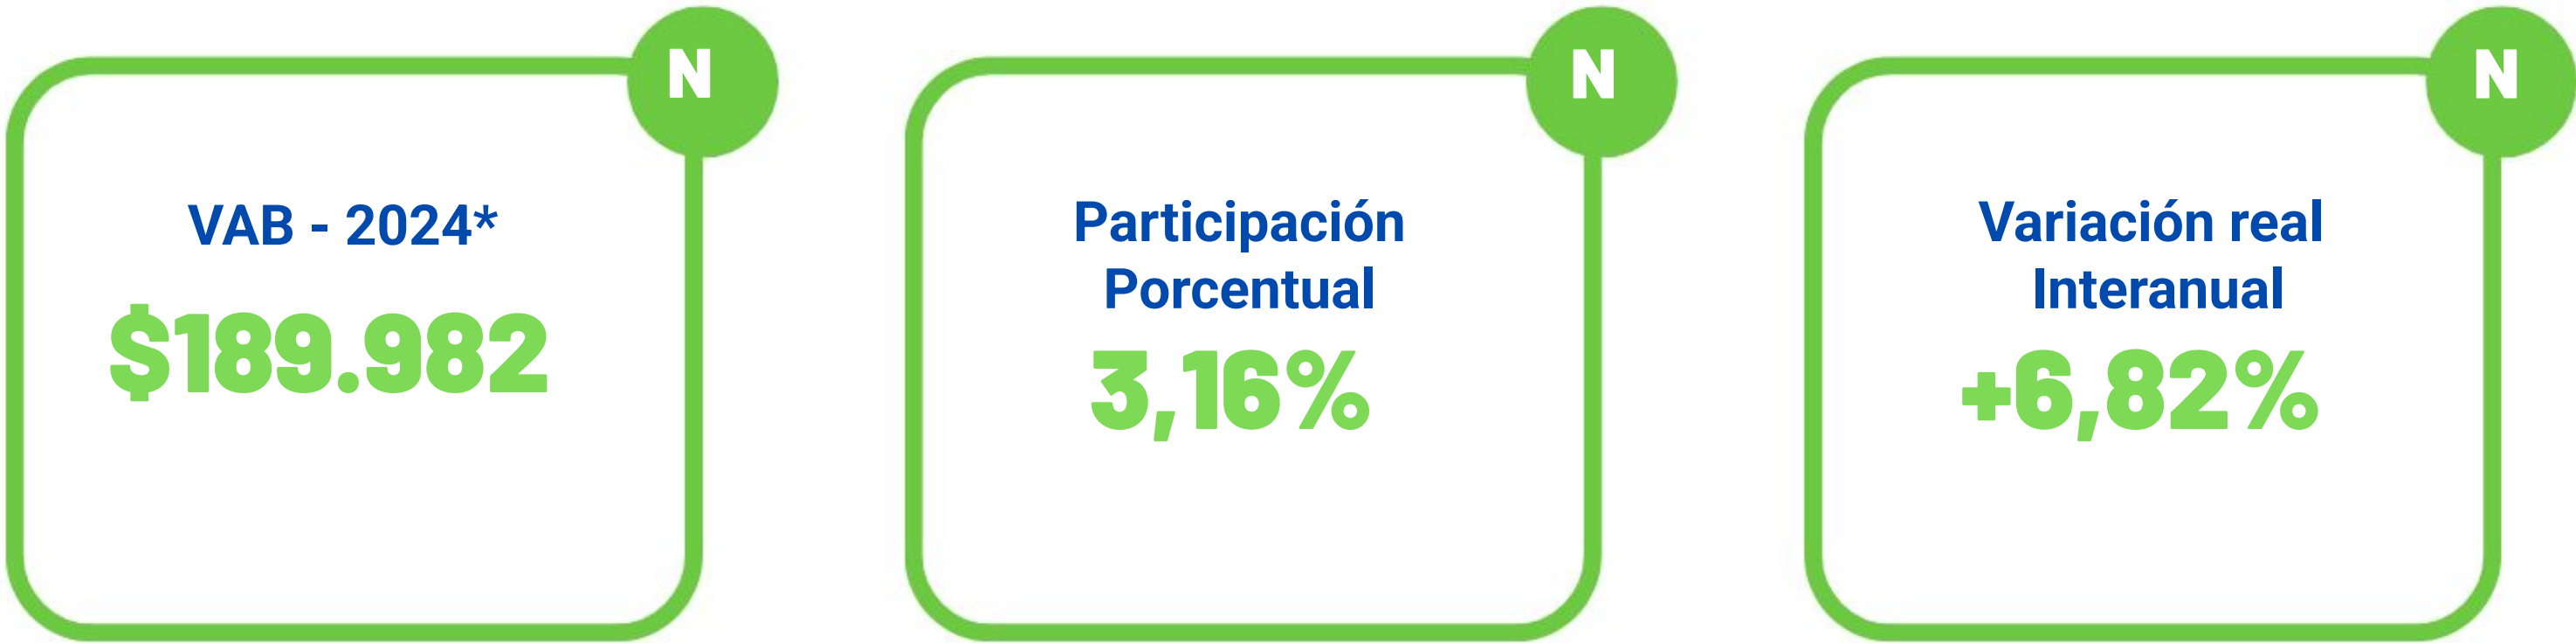 N
VAB - 2024*
$189.982
N
Participación
Porcentual
3,16%
N
Variación real
Interanual
+6,82%